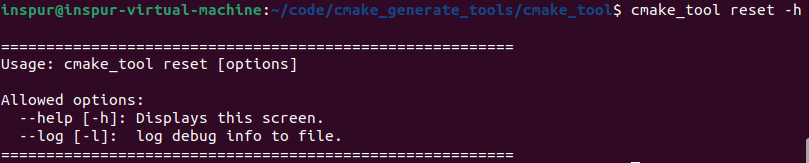 inspur@inspur-virtual-machine:~/code/cmake_generate_tools/cmake_tool$ cmake_tool reset -h
=========================================================
Usage: cmake_tool reset [options]
Allowed options:
--help [-h]: Displays this screen.
--log [-l]:  log debug info to file.
=========================================================